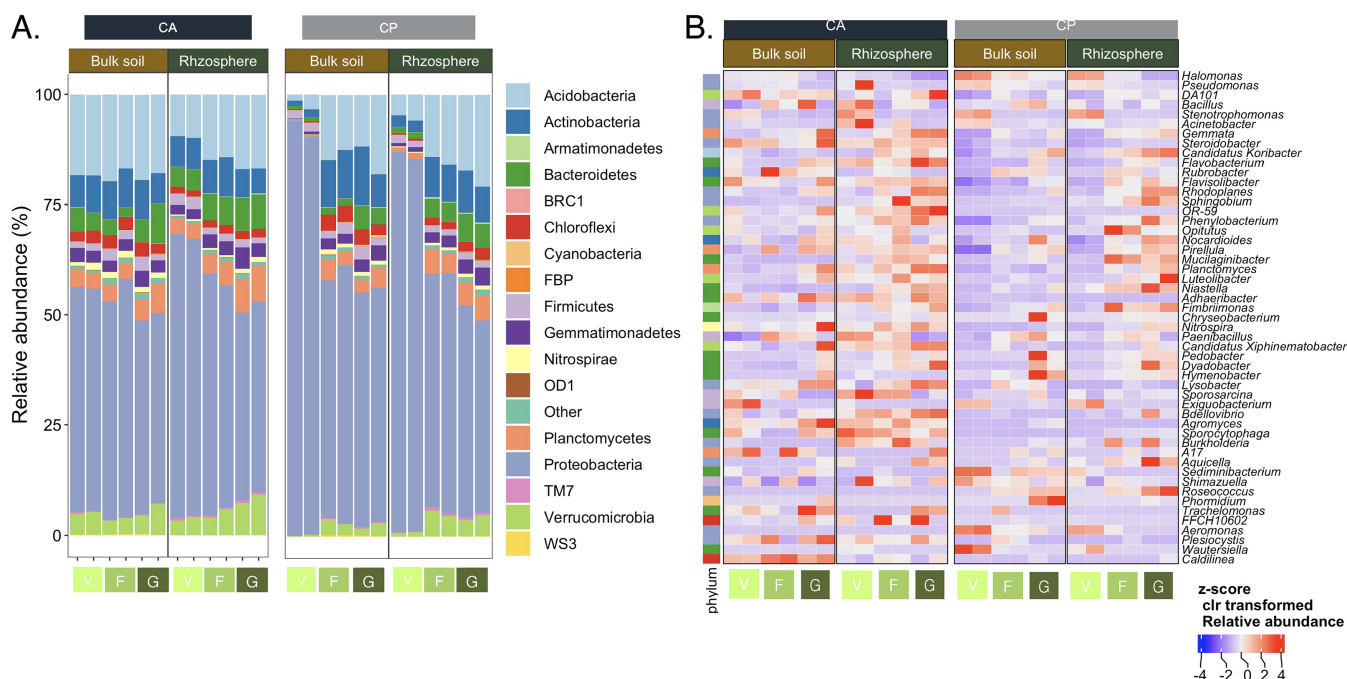 A.
CA
CP
Bulk soil
Rhzosphere
Bulk soil
Rhizosphere
Relative abundance (%)
100
75
50
25
0
V
F
G
V
F
G
V
F
G
V
F
G
Acidobacteria
Actinobacteria
Armatimonadetes
Bacteroidetes
BRC1
Chloroflexi
Cyanobacteria
FBP
Firmicutes
Gemmatimonadetes
Nitrospirae
OD1
Other
Planctomycetes
Proteobacteria
TM7
Verrucomicrobia
WS3
B.
CA
CP
Bulk soil
Rhizosphere
Bulk soil
Rhizosphere
Halomonas
Pseudomonas
DA101
Bacillus
Stenotrophomonas
Acinetobacter
Gemmata
Steroidobacter
Candidatus Koribacter
Flavobacterium
Rubrobacter
Flavisolibacter
Rhodoplanes
Sphingobium
OR-59
Phenylobacterium
Opitutus
Nocardioides
Pirellula
Mucilaginibacter
Planctomyces
Luteolibacter
Niastella
Adhaeribacter
Fimbriimonas
Chryseobacterium
Nitrospira
Paenibacillus
Candidatus Xiphinematobacter
Pedobacter
Dyadobacter
Hymenobacter
Lysobacter
Sporosarcina
Exiguobacterium
Bdellovibrio
Agromyces
Sporocytophaga
Burkholderia
A17
Aquicella
Sediminibacterium
Shimazuella
Roseococcus
Phormidium
Trachelomonas
FFCH10602
Aeromonas
Plesiocystis
Wautersiella
Caldilinea
phylum
V
F
G
V
F
G
V
F
G
V
F
G
z-score
clr transformed
Relative abundance
-4 -2 0 2 4